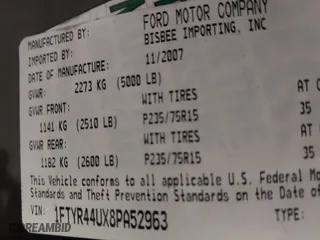 MANUFACTURED BY: FORD MOTOR COMPANY
IMPORTED BY: BISBEE IMPORTING, INC
DATE OF MANUFACTURE: 11/2007
GVWR: 2273 KG (5000 LB)
GVWR FRONT: WITH TIRES AT
1141 KG (2510 LB) P235/75R15 35
GVWR REAR: WITH TIRES AT
1182 KG (2600 LB) P235/75R15 35
This Vehicle conforms to all applicable U.S. Federal Mo
Standards and Theft Prevention Standards on the Date of
VIN: 1FTYR44UX8PA52963 TYPE:
SCREAMBID